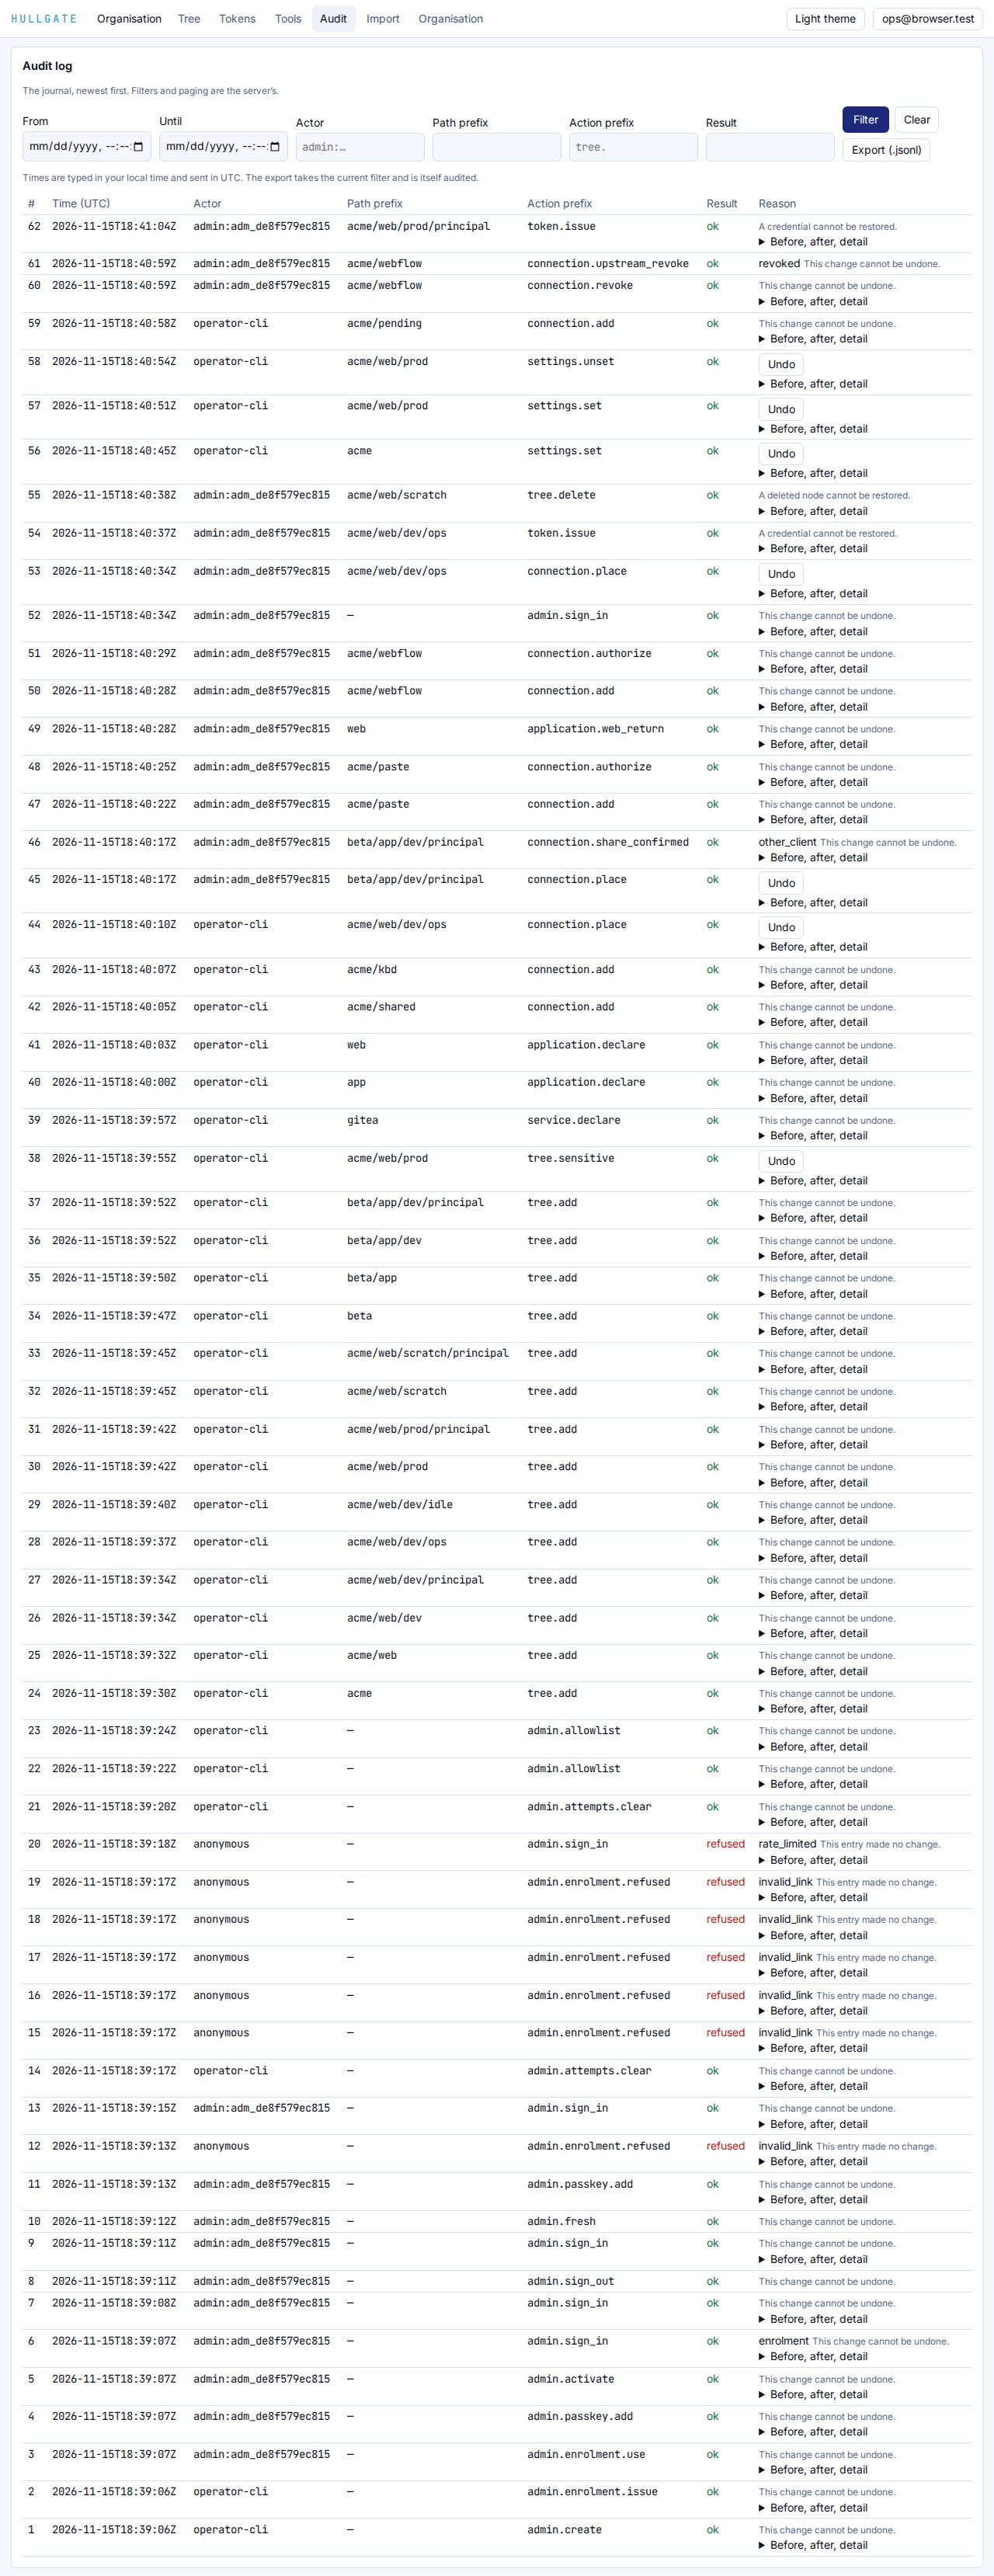 HULLGATE Organisation Tree Tokens Tools Audit Import Organisation Light theme ops@browser.test
Audit log
The journal, newest first. Filters and paging are the server's.
From Until Actor Path prefix Action prefix Result Filter Clear
mm/dd/yyyy, --:--: mm/dd/yyyy, --:--: admin:… tree. Export (.jsonl)
Times are typed in your local time and sent in UTC. The export takes the current filter and is itself audited.
# Time (UTC) Actor Path prefix Action prefix Result Reason
62 2026-11-15T18:41:04Z admin:adm_de8f579ec815 acme/web/prod/principal token.issue ok A credential cannot be restored.
▶ Before, after, detail
61 2026-11-15T18:40:59Z admin:adm_de8f579ec815 acme/webflow connection.upstream_revoke ok revoked This change cannot be undone.
60 2026-11-15T18:40:59Z admin:adm_de8f579ec815 acme/webflow connection.revoke ok This change cannot be undone.
▶ Before, after, detail
59 2026-11-15T18:40:58Z operator-cli acme/pending connection.add ok This change cannot be undone.
▶ Before, after, detail
58 2026-11-15T18:40:54Z operator-cli acme/web/prod settings.unset ok Undo
▶ Before, after, detail
57 2026-11-15T18:40:51Z operator-cli acme/web/prod settings.set ok Undo
▶ Before, after, detail
56 2026-11-15T18:40:45Z operator-cli acme settings.set ok Undo
▶ Before, after, detail
55 2026-11-15T18:40:38Z admin:adm_de8f579ec815 acme/web/scratch tree.delete ok A deleted node cannot be restored.
▶ Before, after, detail
54 2026-11-15T18:40:37Z admin:adm_de8f579ec815 acme/web/dev/ops token.issue ok A credential cannot be restored.
▶ Before, after, detail
53 2026-11-15T18:40:34Z admin:adm_de8f579ec815 acme/web/dev/ops connection.place ok Undo
▶ Before, after, detail
52 2026-11-15T18:40:34Z admin:adm_de8f579ec815 — admin.sign_in ok This change cannot be undone.
▶ Before, after, detail
51 2026-11-15T18:40:29Z admin:adm_de8f579ec815 acme/webflow connection.authorize ok This change cannot be undone.
▶ Before, after, detail
50 2026-11-15T18:40:28Z admin:adm_de8f579ec815 acme/webflow connection.add ok This change cannot be undone.
▶ Before, after, detail
49 2026-11-15T18:40:28Z admin:adm_de8f579ec815 web application.web_return ok This change cannot be undone.
▶ Before, after, detail
48 2026-11-15T18:40:25Z admin:adm_de8f579ec815 acme/paste connection.authorize ok This change cannot be undone.
▶ Before, after, detail
47 2026-11-15T18:40:22Z admin:adm_de8f579ec815 acme/paste connection.add ok This change cannot be undone.
▶ Before, after, detail
46 2026-11-15T18:40:17Z admin:adm_de8f579ec815 beta/app/dev/principal connection.share_confirmed ok other_client This change cannot be undone.
▶ Before, after, detail
45 2026-11-15T18:40:17Z admin:adm_de8f579ec815 beta/app/dev/principal connection.place ok Undo
▶ Before, after, detail
44 2026-11-15T18:40:10Z operator-cli acme/web/dev/ops connection.place ok Undo
▶ Before, after, detail
43 2026-11-15T18:40:07Z operator-cli acme/kbd connection.add ok This change cannot be undone.
▶ Before, after, detail
42 2026-11-15T18:40:05Z operator-cli acme/shared connection.add ok This change cannot be undone.
▶ Before, after, detail
41 2026-11-15T18:40:03Z operator-cli web application.declare ok This change cannot be undone.
▶ Before, after, detail
40 2026-11-15T18:40:00Z operator-cli app application.declare ok This change cannot be undone.
▶ Before, after, detail
39 2026-11-15T18:39:57Z operator-cli gitea service.declare ok This change cannot be undone.
▶ Before, after, detail
38 2026-11-15T18:39:55Z operator-cli acme/web/prod tree.sensitive ok Undo
▶ Before, after, detail
37 2026-11-15T18:39:52Z operator-cli beta/app/dev/principal tree.add ok This change cannot be undone.
▶ Before, after, detail
36 2026-11-15T18:39:52Z operator-cli beta/app/dev tree.add ok This change cannot be undone.
▶ Before, after, detail
35 2026-11-15T18:39:50Z operator-cli beta/app tree.add ok This change cannot be undone.
▶ Before, after, detail
34 2026-11-15T18:39:47Z operator-cli beta tree.add ok This change cannot be undone.
▶ Before, after, detail
33 2026-11-15T18:39:45Z operator-cli acme/web/scratch/principal tree.add ok This change cannot be undone.
▶ Before, after, detail
32 2026-11-15T18:39:45Z operator-cli acme/web/scratch tree.add ok This change cannot be undone.
▶ Before, after, detail
31 2026-11-15T18:39:42Z operator-cli acme/web/prod/principal tree.add ok This change cannot be undone.
▶ Before, after, detail
30 2026-11-15T18:39:42Z operator-cli acme/web/prod tree.add ok This change cannot be undone.
▶ Before, after, detail
29 2026-11-15T18:39:40Z operator-cli acme/web/dev/idle tree.add ok This change cannot be undone.
▶ Before, after, detail
28 2026-11-15T18:39:37Z operator-cli acme/web/dev/ops tree.add ok This change cannot be undone.
▶ Before, after, detail
27 2026-11-15T18:39:34Z operator-cli acme/web/dev/principal tree.add ok This change cannot be undone.
▶ Before, after, detail
26 2026-11-15T18:39:34Z operator-cli acme/web/dev tree.add ok This change cannot be undone.
▶ Before, after, detail
25 2026-11-15T18:39:32Z operator-cli acme/web tree.add ok This change cannot be undone.
▶ Before, after, detail
24 2026-11-15T18:39:30Z operator-cli acme tree.add ok This change cannot be undone.
▶ Before, after, detail
23 2026-11-15T18:39:24Z operator-cli — admin.allowlist ok This change cannot be undone.
▶ Before, after, detail
22 2026-11-15T18:39:22Z operator-cli — admin.allowlist ok This change cannot be undone.
▶ Before, after, detail
21 2026-11-15T18:39:20Z operator-cli — admin.attempts.clear ok This change cannot be undone.
▶ Before, after, detail
20 2026-11-15T18:39:18Z anonymous — admin.sign_in refused rate_limited This entry made no change.
▶ Before, after, detail
19 2026-11-15T18:39:17Z anonymous — admin.enrolment.refused refused invalid_link This entry made no change.
▶ Before, after, detail
18 2026-11-15T18:39:17Z anonymous — admin.enrolment.refused refused invalid_link This entry made no change.
▶ Before, after, detail
17 2026-11-15T18:39:17Z anonymous — admin.enrolment.refused refused invalid_link This entry made no change.
▶ Before, after, detail
16 2026-11-15T18:39:17Z anonymous — admin.enrolment.refused refused invalid_link This entry made no change.
▶ Before, after, detail
15 2026-11-15T18:39:17Z anonymous — admin.enrolment.refused refused invalid_link This entry made no change.
▶ Before, after, detail
14 2026-11-15T18:39:17Z operator-cli — admin.attempts.clear ok This change cannot be undone.
▶ Before, after, detail
13 2026-11-15T18:39:15Z admin:adm_de8f579ec815 — admin.sign_in ok This change cannot be undone.
▶ Before, after, detail
12 2026-11-15T18:39:13Z anonymous — admin.enrolment.refused refused invalid_link This entry made no change.
▶ Before, after, detail
11 2026-11-15T18:39:13Z admin:adm_de8f579ec815 — admin.passkey.add ok This change cannot be undone.
▶ Before, after, detail
10 2026-11-15T18:39:12Z admin:adm_de8f579ec815 — admin.fresh ok This change cannot be undone.
9 2026-11-15T18:39:11Z admin:adm_de8f579ec815 — admin.sign_in ok This change cannot be undone.
▶ Before, after, detail
8 2026-11-15T18:39:11Z admin:adm_de8f579ec815 — admin.sign_out ok This change cannot be undone.
7 2026-11-15T18:39:08Z admin:adm_de8f579ec815 — admin.sign_in ok This change cannot be undone.
▶ Before, after, detail
6 2026-11-15T18:39:07Z admin:adm_de8f579ec815 — admin.sign_in ok enrolment This change cannot be undone.
▶ Before, after, detail
5 2026-11-15T18:39:07Z admin:adm_de8f579ec815 — admin.activate ok This change cannot be undone.
▶ Before, after, detail
4 2026-11-15T18:39:07Z admin:adm_de8f579ec815 — admin.passkey.add ok This change cannot be undone.
▶ Before, after, detail
3 2026-11-15T18:39:07Z admin:adm_de8f579ec815 — admin.enrolment.use ok This change cannot be undone.
▶ Before, after, detail
2 2026-11-15T18:39:06Z operator-cli — admin.enrolment.issue ok This change cannot be undone.
▶ Before, after, detail
1 2026-11-15T18:39:06Z operator-cli — admin.create ok This change cannot be undone.
▶ Before, after, detail